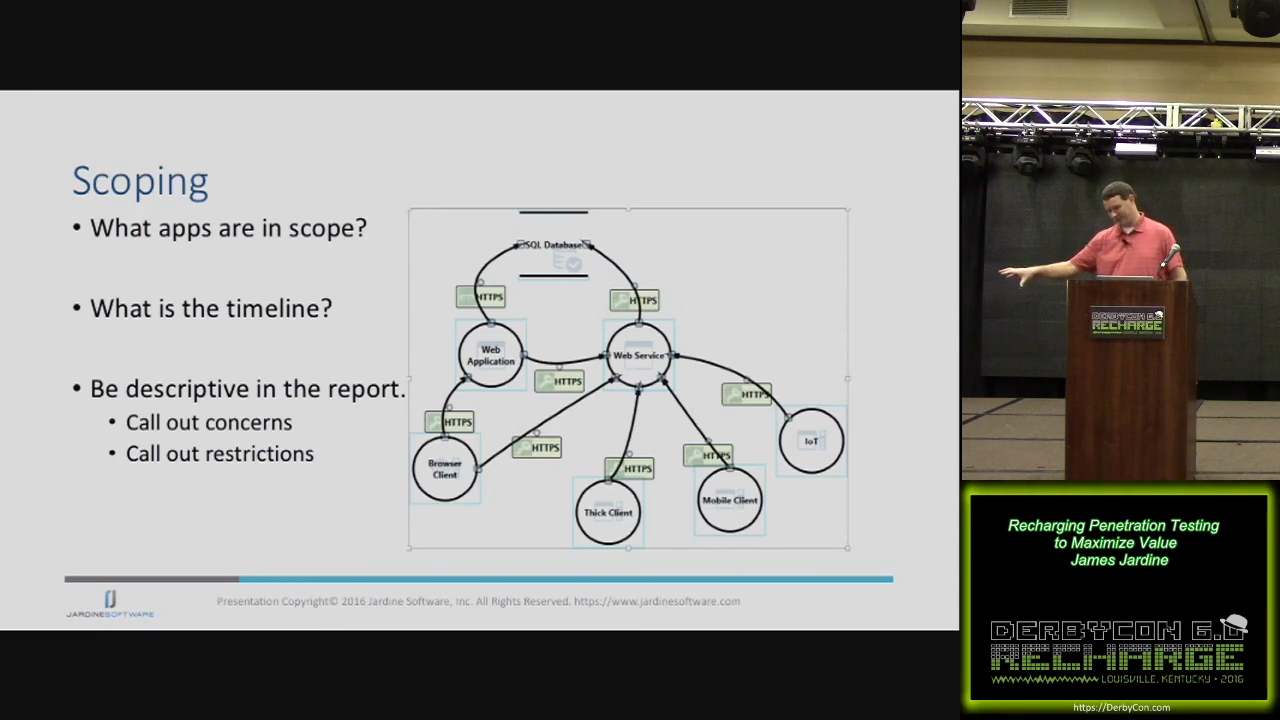 Scoping
• What apps are in scope?
• What is the timeline?
• Be descriptive in the report.
• Call out concerns
• Call out restrictions
SQL Database
HTTPS
HTTPS
Web
Application
Web Service
HTTPS
HTTPS
HTTPS
HTTPS
IoT
Browser
Client
HTTPS
HTTPS
Thick Client
Mobile Client
JARDINESOFTWARE
Presentation Copyright© 2016 Jardine Software, Inc. All Rights Reserved. https://www.jardinesoftware.com
DERBYCON 6.0
RECHARGE
Recharging Penetration Testing
to Maximize Value
James Jardine
DERBYCON 6.0
RECHARGE
LOUISVILLE, KENTUCKY • 2016
https://DerbyCon.com